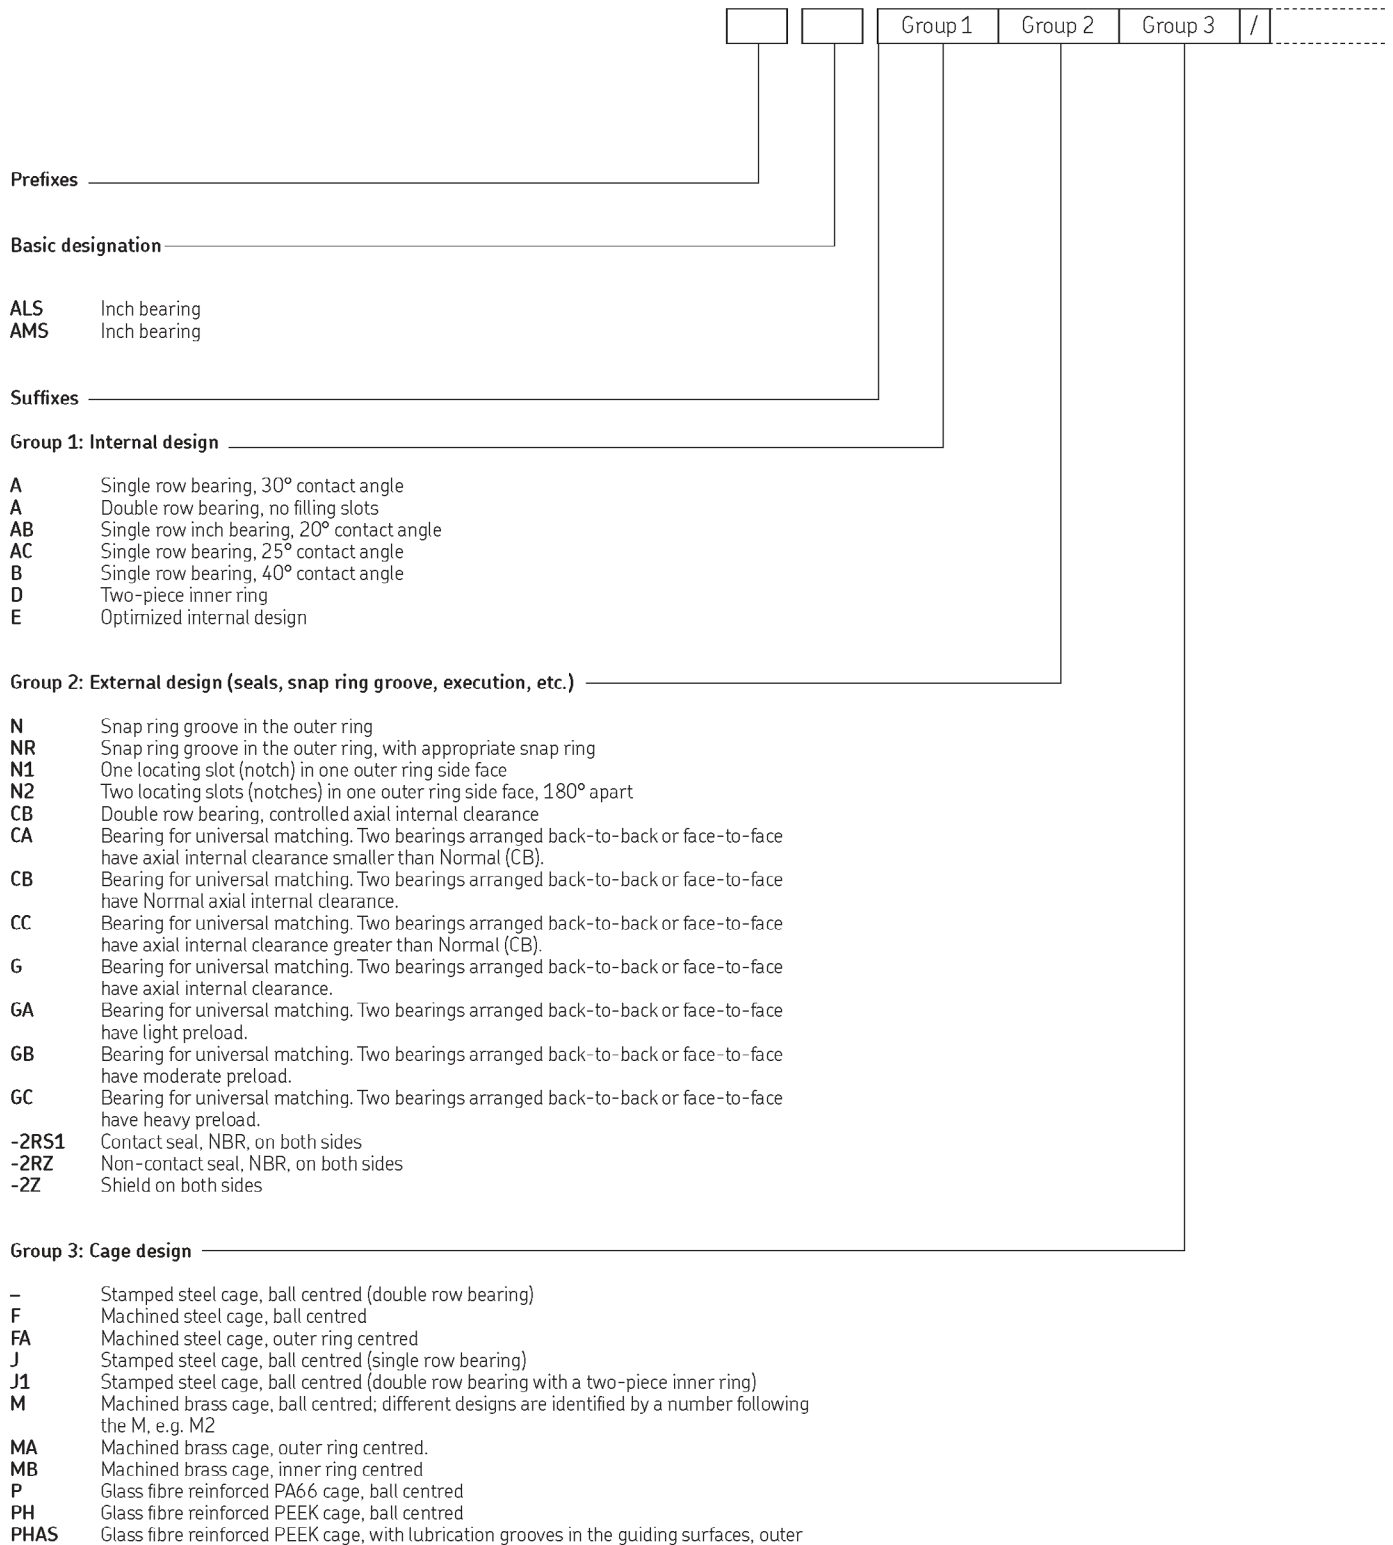 Group 1 Group 2 Group 3 /
Prefixes
Basic designation
ALS Inch bearing
AMS Inch bearing
Suffixes
Group 1: Internal design
A Single row bearing, 30° contact angle
A Double row bearing, no filling slots
AB Single row inch bearing, 20° contact angle
AC Single row bearing, 25° contact angle
B Single row bearing, 40° contact angle
D Two-piece inner ring
E Optimized internal design
Group 2: External design (seals, snap ring groove, execution, etc.)
N Snap ring groove in the outer ring
NR Snap ring groove in the outer ring, with appropriate snap ring
N1 One locating slot (notch) in one outer ring side face
N2 Two locating slots (notches) in one outer ring side face, 180° apart
CB Double row bearing, controlled axial internal clearance
CA Bearing for universal matching. Two bearings arranged back-to-back or face-to-face
have axial internal clearance smaller than Normal (CB).
CB Bearing for universal matching. Two bearings arranged back-to-back or face-to-face
have Normal axial internal clearance.
CC Bearing for universal matching. Two bearings arranged back-to-back or face-to-face
have axial internal clearance greater than Normal (CB).
G Bearing for universal matching. Two bearings arranged back-to-back or face-to-face
have axial internal clearance.
GA Bearing for universal matching. Two bearings arranged back-to-back or face-to-face
have light preload.
GB Bearing for universal matching. Two bearings arranged back-to-back or face-to-face
have moderate preload.
GC Bearing for universal matching. Two bearings arranged back-to-back or face-to-face
have heavy preload.
-2RS1 Contact seal, NBR, on both sides
-2RZ Non-contact seal, NBR, on both sides
-2Z Shield on both sides
Group 3: Cage design
– Stamped steel cage, ball centred (double row bearing)
F Machined steel cage, ball centred
FA Machined steel cage, outer ring centred
J Stamped steel cage, ball centred (single row bearing)
J1 Stamped steel cage, ball centred (double row bearing with a two-piece inner ring)
M Machined brass cage, ball centred; different designs are identified by a number following
the M, e.g. M2
MA Machined brass cage, outer ring centred.
MB Machined brass cage, inner ring centred
P Glass fibre reinforced PA66 cage, ball centred
PH Glass fibre reinforced PEEK cage, ball centred
PHAS Glass fibre reinforced PEEK cage, with lubrication grooves in the guiding surfaces, outer